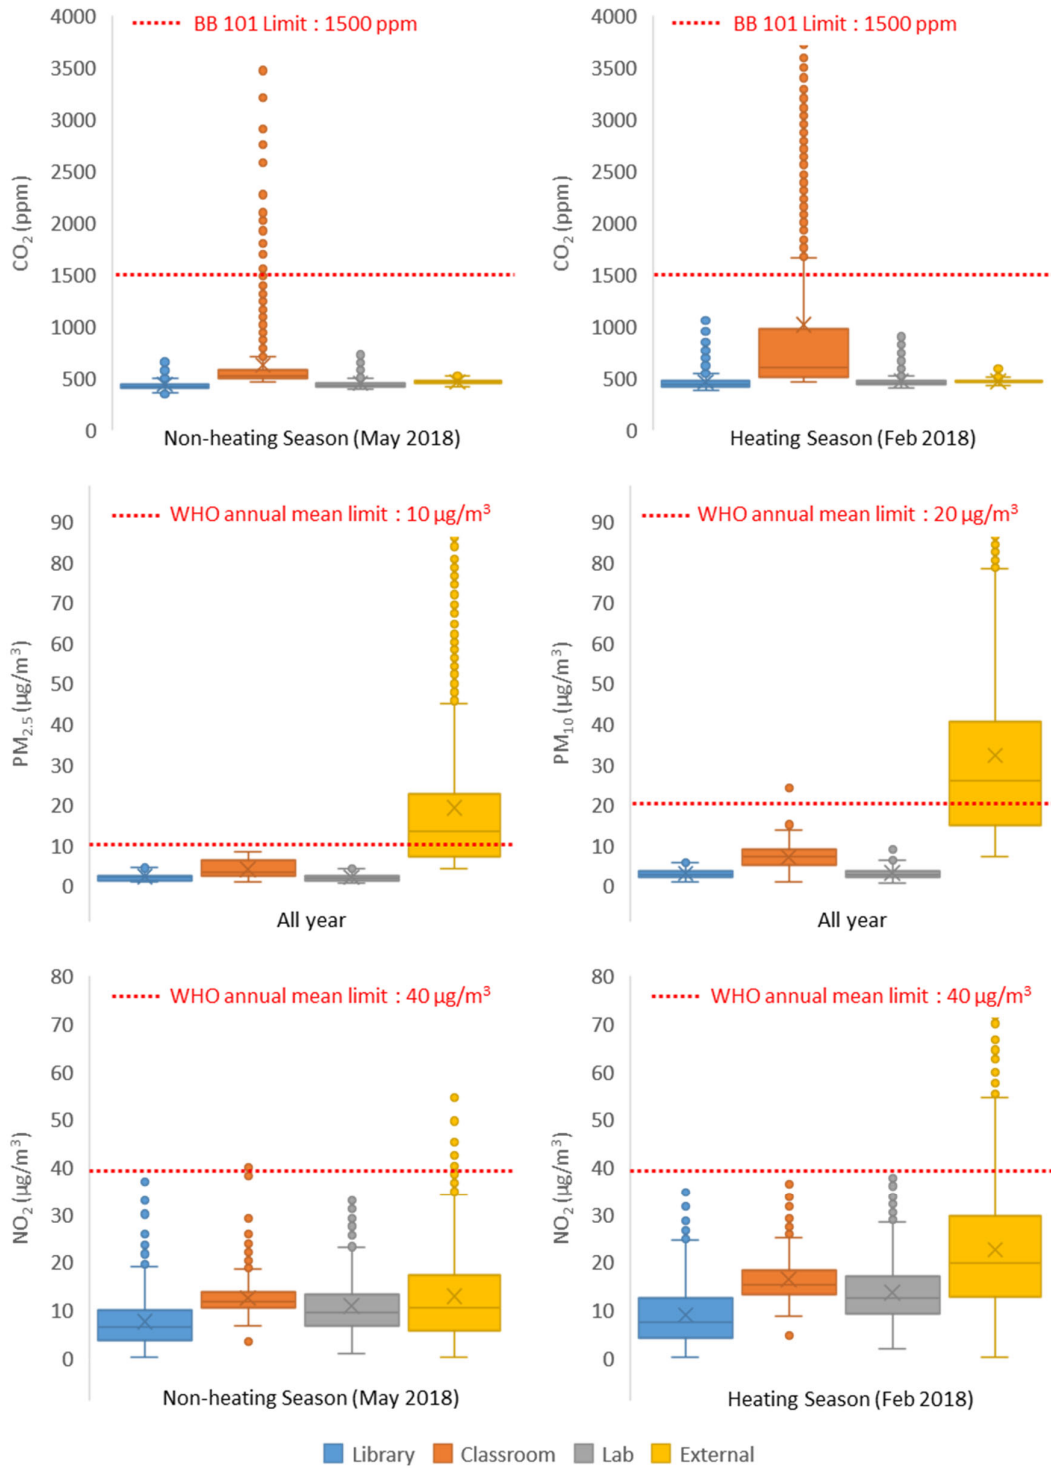 BB 101 Limit : 1500 ppm
4000
3500
3000
2500
2000
1500
1000
500
0
CO2 (ppm)
Non-heating Season (May 2018)
BB 101 Limit : 1500 ppm
4000
3500
3000
2500
2000
1500
1000
500
0
CO2 (ppm)
Heating Season (Feb 2018)
WHO annual mean limit : 10 µg/m³
90
80
70
60
50
40
30
20
10
0
PM2.5 (µg/m³)
All year
WHO annual mean limit : 20 µg/m³
90
80
70
60
50
40
30
20
10
0
PM10 (µg/m³)
All year
80
WHO annual mean limit : 40 µg/m³
70
60
50
40
30
20
10
0
NO2 (µg/m³)
Non-heating Season (May 2018)
80
WHO annual mean limit : 40 µg/m³
70
60
50
40
30
20
10
0
NO2 (µg/m³)
Heating Season (Feb 2018)
Library Classroom Lab External